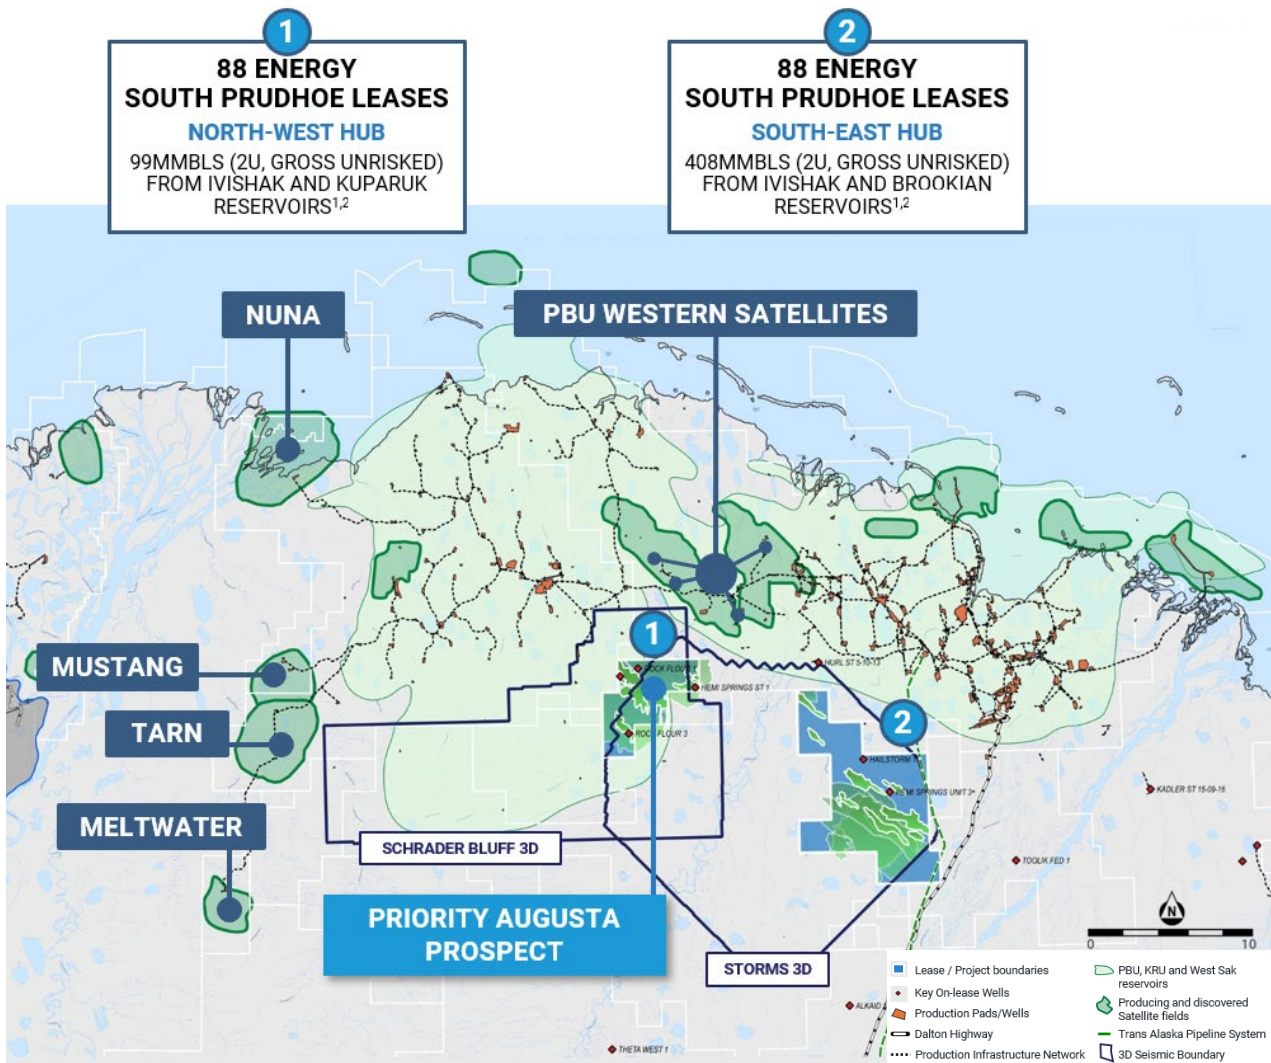 1
88 ENERGY
SOUTH PRUDHOE LEASES
NORTH-WEST HUB
99MMBLS (2U, GROSS UNRISKED)
FROM IVISHAK AND KUPARUK
RESERVOIRS1,2
2
88 ENERGY
SOUTH PRUDHOE LEASES
SOUTH-EAST HUB
408MMBLS (2U, GROSS UNRISKED)
FROM IVISHAK AND BROOKIAN
RESERVOIRS1,2
NUNA
PBU WESTERN SATELLITES
1
MUSTANG
ROCK FLOUR
HURL ST 5-10-13
HEMI SPRINGS ST 1
TARN
ROCK FLOUR 3
2
HAILSTORM 1
HEMI SPRINGS UNIT 3
KADLER ST 15-09-16
MELTWATER
SCHRADER BLUFF 3D
TOOLIK FED 1
PRIORITY AUGUSTA
PROSPECT
N
0
10
STORMS 3D
ALKAID
THETA WEST 1
Lease / Project boundaries
Key On-lease Wells
Production Pads/Wells
Dalton Highway
Production Infrastructure Network
PBU, KRU and West Sak
reservoirs
Producing and discovered
Satellite fields
Trans Alaska Pipeline System
3D Seismic Boundary